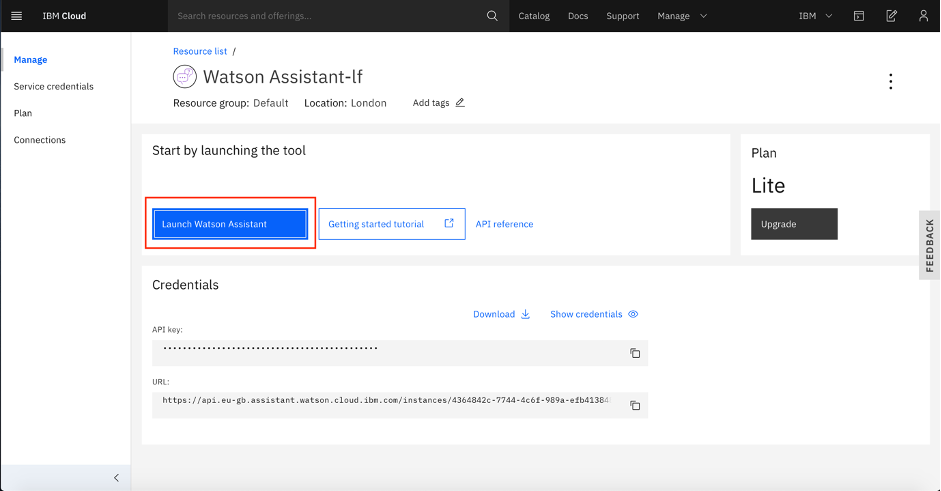 IBM Cloud
Search resources and offerings...
Catalog Docs Support Manage IBM
Manage
Service credentials
Plan
Connections
Resource list /
Watson Assistant-lf
Resource group: Default Location: London Add tags
Start by launching the tool
Launch Watson Assistant Getting started tutorial API reference
Plan
Lite
Upgrade
FEEDBACK
Credentials
Download Show credentials
API key:
URL:
https://api.eu-gb.assistant.watson.cloud.ibm.com/instances/4364842c-7744-4c6f-989a-efb41384